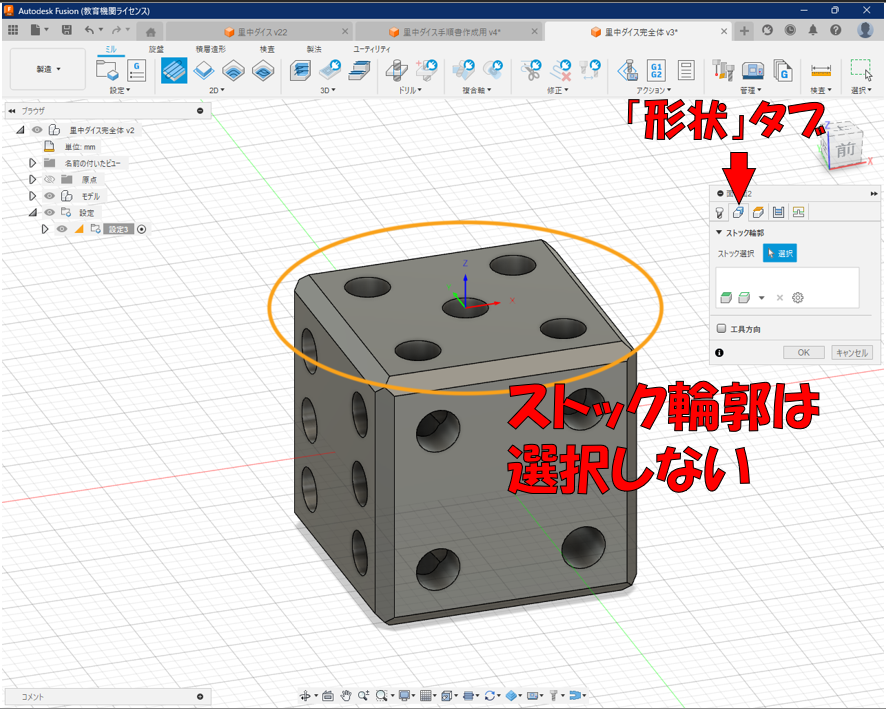 Autodesk Fusion (教育機関ライセンス)
里中ダイス v22
里中ダイス手順書作成用 v4*
里中ダイス完全体 v3*
製造
ミル
旋盤
積層造形
検査
製法
ユーティリティ
設定
2D
3D
ドリル
複合軸
修正
アクション
管理
検査
選択
G
G1
G2
G
ブラウザ
里中ダイス完全体 v2
単位: mm
名前の付いたビュー
原点
モデル
設定
設定3
「形状」タブ
Z
前
X
ストック輪郭
ストック選択
選択
工具方向
OK
キャンセル
Z
X
ストック輪郭は
選択しない
コメント